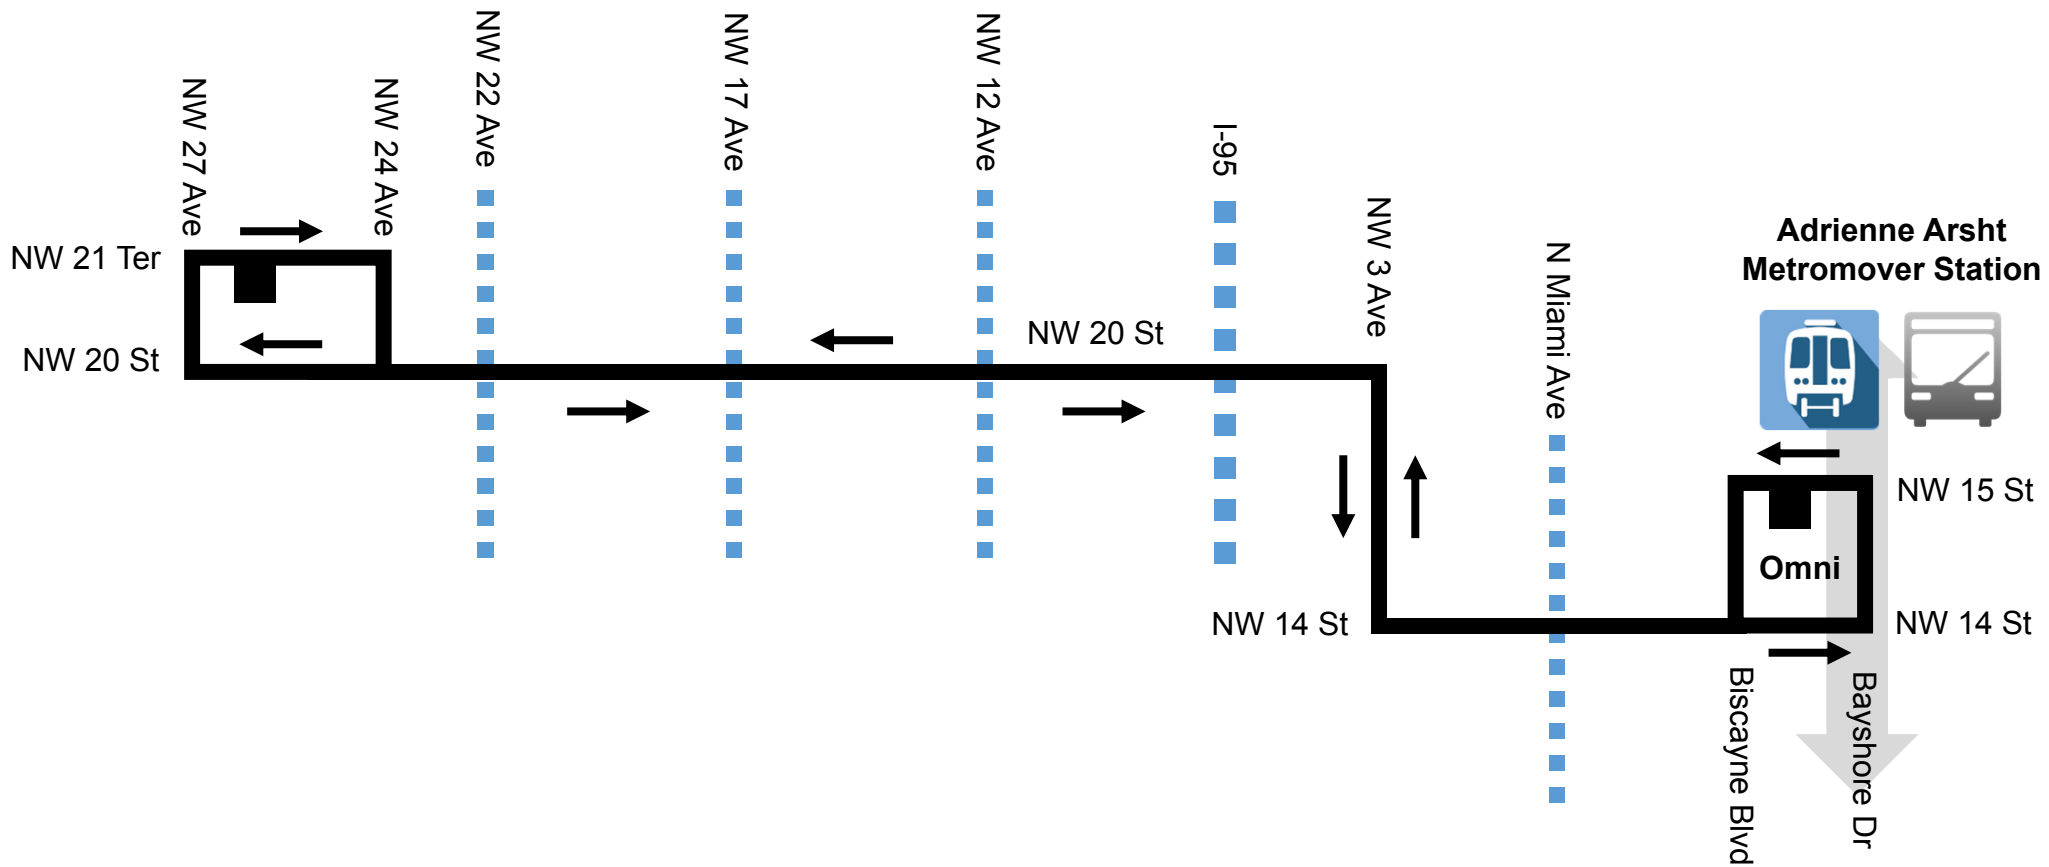 NW 27 Ave
NW 24 Ave
NW 22 Ave
NW 17 Ave
NW 12 Ave
I-95
NW 3 Ave
N Miami Ave
Adrienne Arsht
Metromover Station
NW 21 Ter
NW 20 St
NW 20 St
NW 15 St
Omni
NW 14 St
NW 14 St
Biscayne Blvd
Bayshore Dr